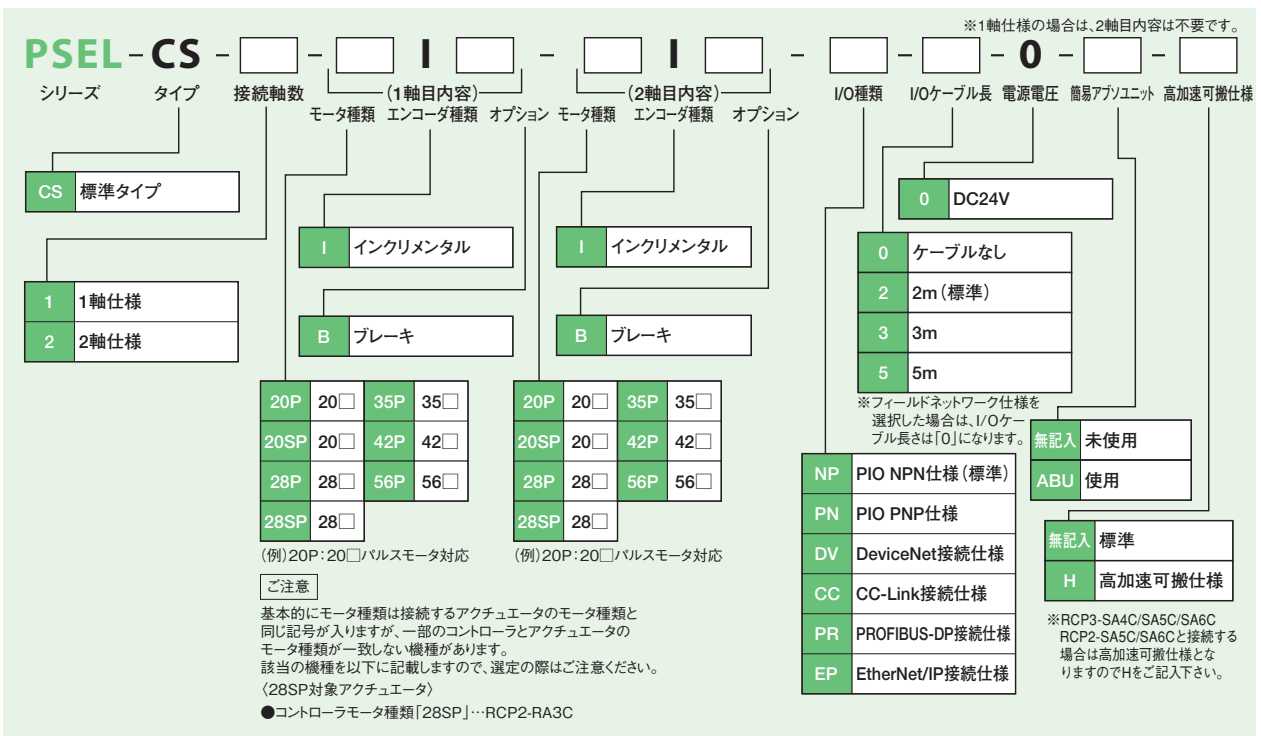 ※1軸仕様の場合は、2軸目内容は不要です。
PSEL-CS-□-□I□-□I□-□-□-0-□-□
シリーズ タイプ 接続軸数 (1軸目内容) (2軸目内容) I/O種類 I/Oケーブル長 電源電圧 簡易アブソユニット 高加速可搬仕様
モータ種類 エンコーダ種類 オプション モータ種類 エンコーダ種類 オプション
CS 標準タイプ
1 1軸仕様
2 2軸仕様
I インクリメンタル
B ブレーキ
20P 20□ 35P 35□
20SP 20□ 42P 42□
28P 28□ 56P 56□
28SP 28□
(例)20P:20□パルスモータ対応
I インクリメンタル
B ブレーキ
20P 20□ 35P 35□
20SP 20□ 42P 42□
28P 28□ 56P 56□
28SP 28□
(例)20P:20□パルスモータ対応
ご注意
基本的にモータ種類は接続するアクチュエータのモータ種類と
同じ記号が入りますが、一部のコントローラとアクチュエータの
モータ種類が一致しない機種があります。
該当の機種を以下に記載しますので、選定の際はご注意ください。
〈28SP対象アクチュエータ〉
●コントローラモータ種類「28SP」…RCP2-RA3C
0 DC24V
0 ケーブルなし
2 2m(標準)
3 3m
5 5m
※フィールドネットワーク仕様を
選択した場合は、I/Oケー
ブル長さは「0」になります。
NP PIO NPN仕様(標準)
PN PIO PNP仕様
DV DeviceNet接続仕様
CC CC-Link接続仕様
PR PROFIBUS-DP接続仕様
EP EtherNet/IP接続仕様
無記入 未使用
ABU 使用
無記入 標準
H 高加速可搬仕様
※RCP3-SA4C/SA5C/SA6C
RCP2-SA5C/SA6Cと接続する
場合は高加速可搬仕様とな
りますのでHをご記入下さい。